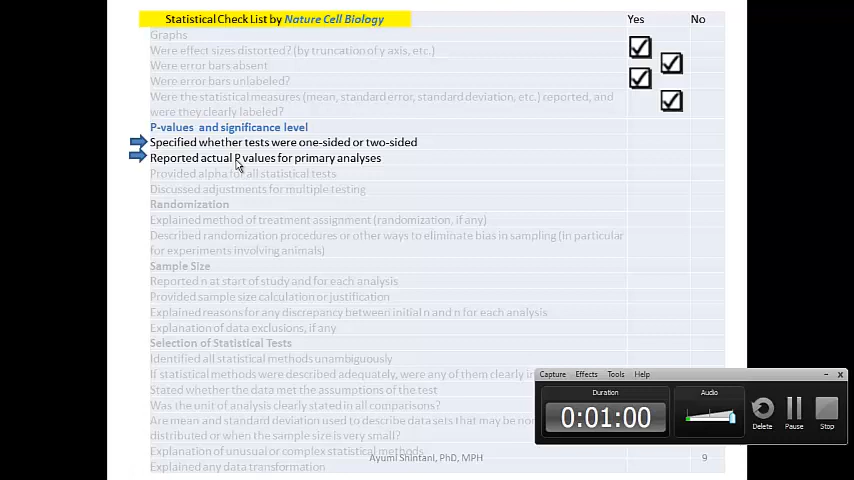 Statistical Check List by Nature Cell Biology Yes No
Graphs
Were effect sizes distorted? (by truncation of y axis, etc.)
Were error bars absent
Were error bars unlabeled?
Were the statistical measures (mean, standard error, standard deviation, etc.) reported, and
were they clearly labeled?
P-values and significance level
Specified whether tests were one-sided or two-sided
Reported actual P values for primary analyses
Provided alpha for all statistical tests
Discussed adjustments for multiple testing
Randomization
Explained method of treatment assignment (randomization, if any)
Described randomization procedures or other ways to eliminate bias in sampling (in particular
for experiments involving animals)
Sample Size
Reported n at start of study and for each analysis
Provided sample size calculation or justification
Explained reasons for any discrepancy between initial n and n for each analysis
Explanation of data exclusions, if any
Selection of Statistical Tests
Identified all statistical methods unambiguously
If statistical methods were described adequately, were any of them clearly in
Stated whether the data met the assumptions of the test
Was the unit of analysis clearly stated in all comparisons?
Are mean and standard deviation used to describe data sets that may be non
distributed or when the sample size is very small?
Explanation of unusual or complex statistical methods
Explained any data transformation
Ayumi Shintani, PhD, MPH 9
Capture Effects Tools Help
Duration
0:01:00
Audio
Delete Pause Stop